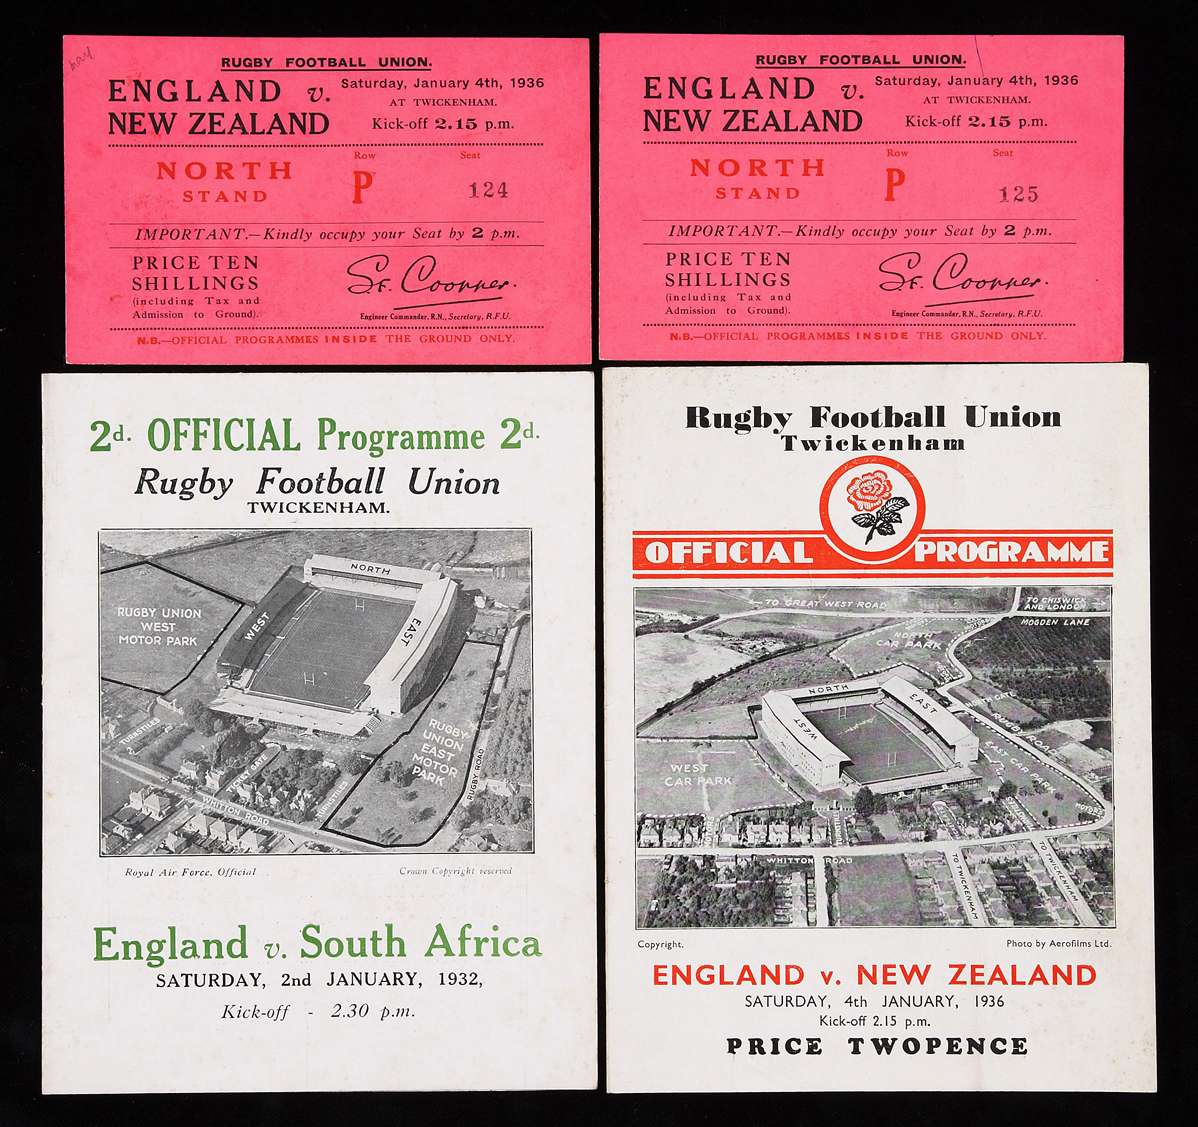 RUGBY FOOTBALL UNION.
ENGLAND v.
NEW ZEALAND
Saturday, January 4th, 1936
AT TWICKENHAM.
Kick-off 2.15 p.m.
NORTH
STAND
Row
P
Seat
124
IMPORTANT.—Kindly occupy your Seat by 2 p.m.
PRICE TEN
SHILLINGS
(including Tax and
Admission to Ground).
S.F. Coopper.
Engineer Commander, R.N., Secretary, R.F.U.
N.B.—OFFICIAL PROGRAMMES INSIDE THE GROUND ONLY.
RUGBY FOOTBALL UNION.
ENGLAND v.
NEW ZEALAND
Saturday, January 4th, 1936
AT TWICKENHAM.
Kick-off 2.15 p.m.
NORTH
STAND
Row
P
Seat
125
IMPORTANT.—Kindly occupy your Seat by 2 p.m.
PRICE TEN
SHILLINGS
(including Tax and
Admission to Ground).
S.F. Coopper.
Engineer Commander, R.N., Secretary, R.F.U.
N.B.—OFFICIAL PROGRAMMES INSIDE THE GROUND ONLY.
2d. OFFICIAL Programme 2d.
Rugby Football Union
TWICKENHAM.
NORTH
WEST
EAST
RUGBY UNION
WEST
MOTOR PARK
RUGBY
UNION
EAST
MOTOR
PARK
TURNSTILES
WHITTON ROAD
RUGBY ROAD
Royal Air Force, Official
Crown Copyright reserved
England v. South Africa
SATURDAY, 2nd JANUARY, 1932,
Kick-off - 2.30 p.m.
Rugby Football Union
Twickenham
OFFICIAL PROGRAMME
TO GREAT WEST ROAD
TO CHISWICK
AND LONDON
MOGDEN LANE
NORTH
CAR PARK
NORTH
EAST
WEST
RUGBY ROAD
EAST CAR PARK
WEST
CAR PARK
WHITTON ROAD
TO TWICKENHAM
TO TWICKENHAM
Copyright.
Photo by Aerofilms Ltd.
ENGLAND v. NEW ZEALAND
SATURDAY, 4th JANUARY, 1936
Kick-off 2.15 p.m.
PRICE TWOPENCE